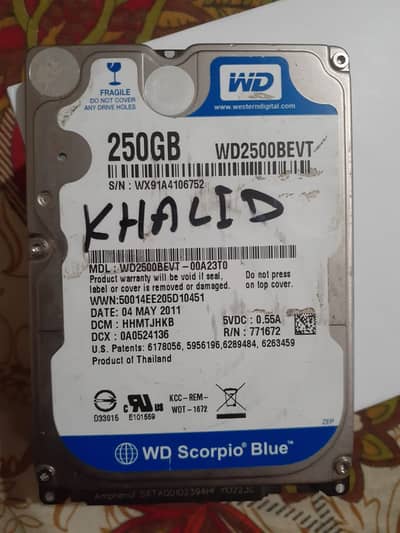 FRAGILE
DO NOT COVER
ANY DRIVE HOLES
WD
www.westerndigital.com
250GB WD2500BEVT
S/N : WX91A4106752
KHALID
MDL: WD2500BEVT-00A23T0
Product warranty will be void if seal,
label or cover is removed or damaged.
Do not press
on top cover.
WWN:50014EE205D10451
DATE: 04 MAY 2011
DCM : HHMTJHKB
DCX : 0A0524136
5VDC : 0.55A
R/N : 771672
U.S. Patents: 6178056, 5956196,6289484, 6263459
Product of Thailand
D33015
E101559
KCC-REM-
WDT-1672
ZEP
WD Scorpio® Blue™
Amphenol